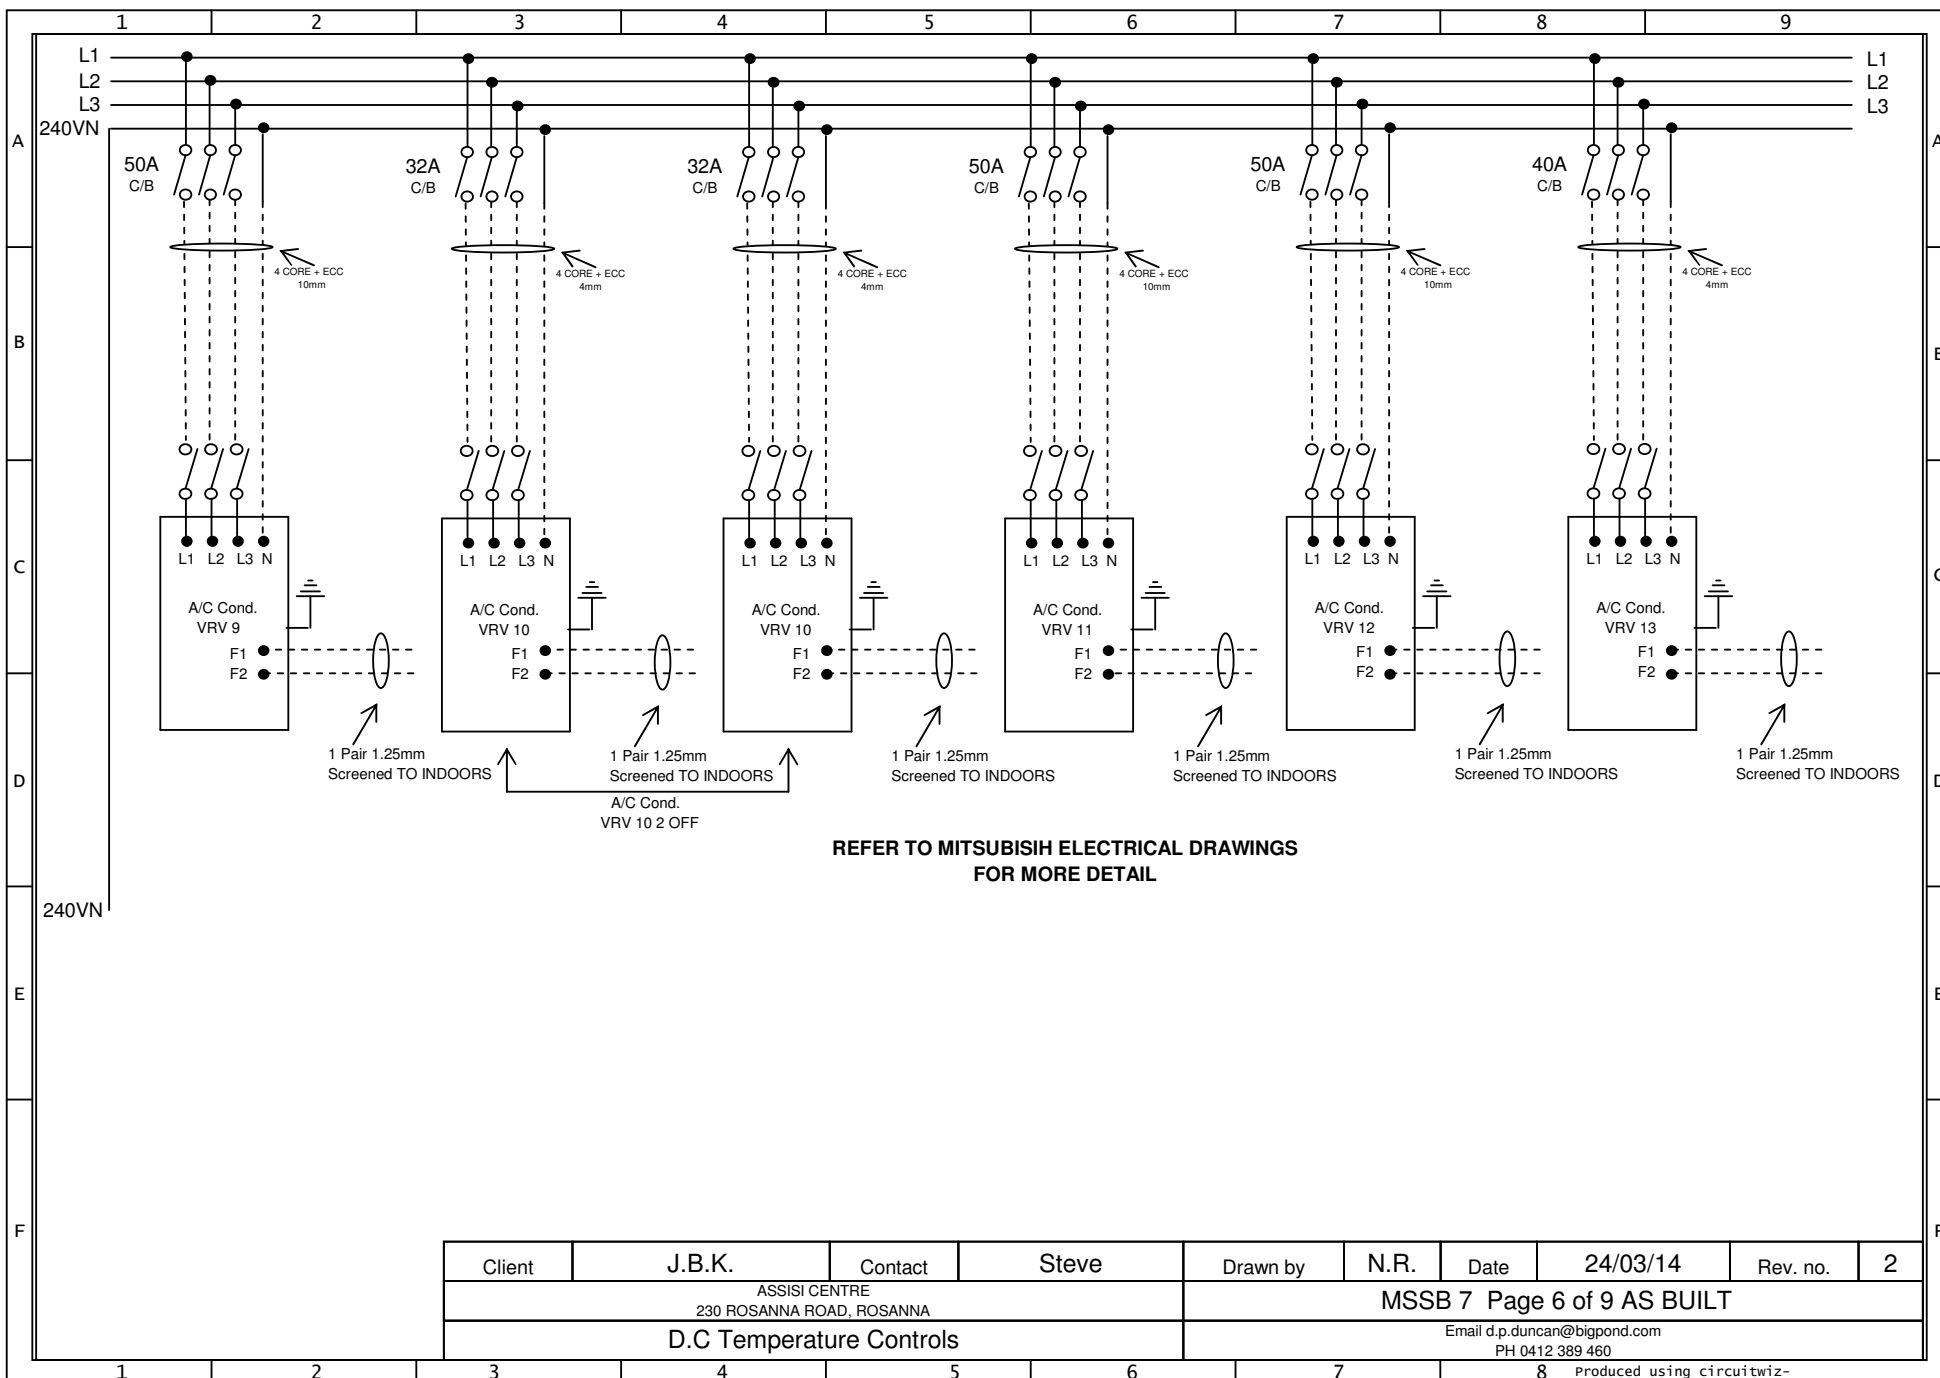 1 2 3 4 5 6 7 8 9
L1 L1
L2 L2
L3 L3
240VN
A A
50A 32A 32A 50A 50A 40A
C/B C/B C/B C/B C/B C/B
4 CORE + ECC 4 CORE + ECC 4 CORE + ECC 4 CORE + ECC 4 CORE + ECC 4 CORE + ECC
10mm 4mm 4mm 10mm 10mm 4mm
B
L1 L2 L3 N L1 L2 L3 N L1 L2 L3 N L1 L2 L3 N L1 L2 L3 N L1 L2 L3 N
C
A/C Cond. A/C Cond. A/C Cond. A/C Cond. A/C Cond. A/C Cond.
VRV 9 VRV 10 VRV 10 VRV 11 VRV 12 VRV 13
F1 F1 F1 F1 F1 F1
F2 F2 F2 F2 F2 F2
1 Pair 1.25mm 1 Pair 1.25mm 1 Pair 1.25mm 1 Pair 1.25mm 1 Pair 1.25mm 1 Pair 1.25mm
Screened TO INDOORS Screened TO INDOORS Screened TO INDOORS Screened TO INDOORS Screened TO INDOORS Screened TO INDOORS
D
A/C Cond.
VRV 10 2 OFF
REFER TO MITSUBISIH ELECTRICAL DRAWINGS
FOR MORE DETAIL
240VN
E
F
Client J.B.K. Contact Steve Drawn by N.R. Date 24/03/14 Rev. no. 2
ASSISI CENTRE
230 ROSANNA ROAD, ROSANNA
MSSB 7 Page 6 of 9 AS BUILT
D.C Temperature Controls
Email d.p.duncan@bigpond.com
PH 0412 389 460
1 2 3 4 5 6 7 8 Produced using circuitwiz-